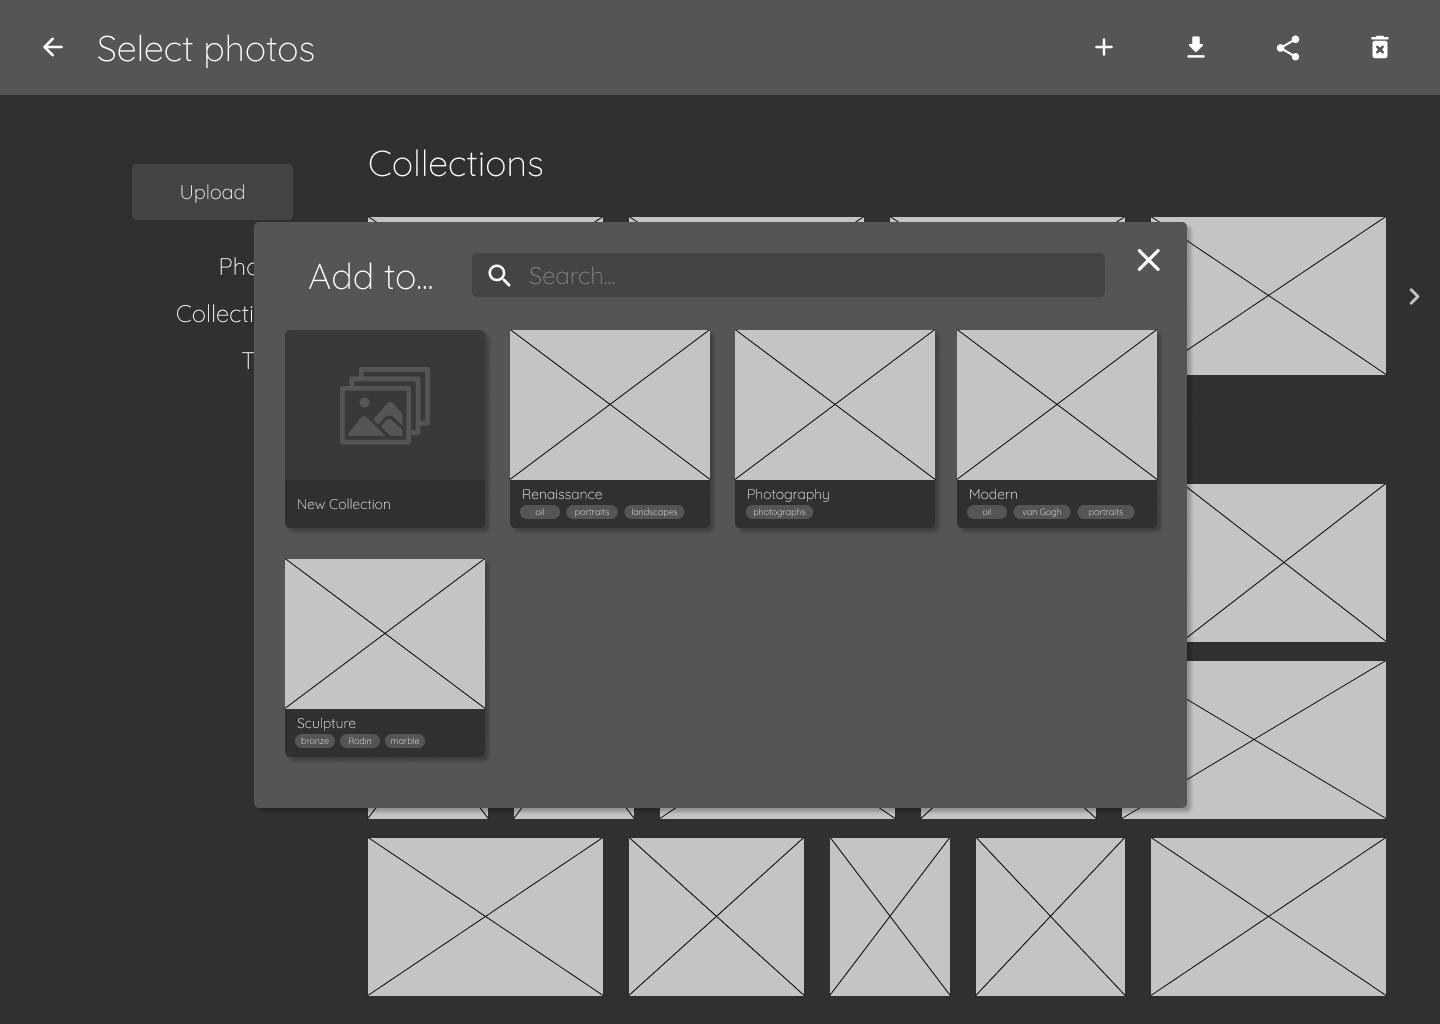 Select photos
Collections
Upload
Pho
Collecti
T
Add to...
Search...
New Collection
Renaissance
oil portraits landscapes
Photography
photographs
Modern
oil van Gogh portraits
Sculpture
bronze Rodin marble